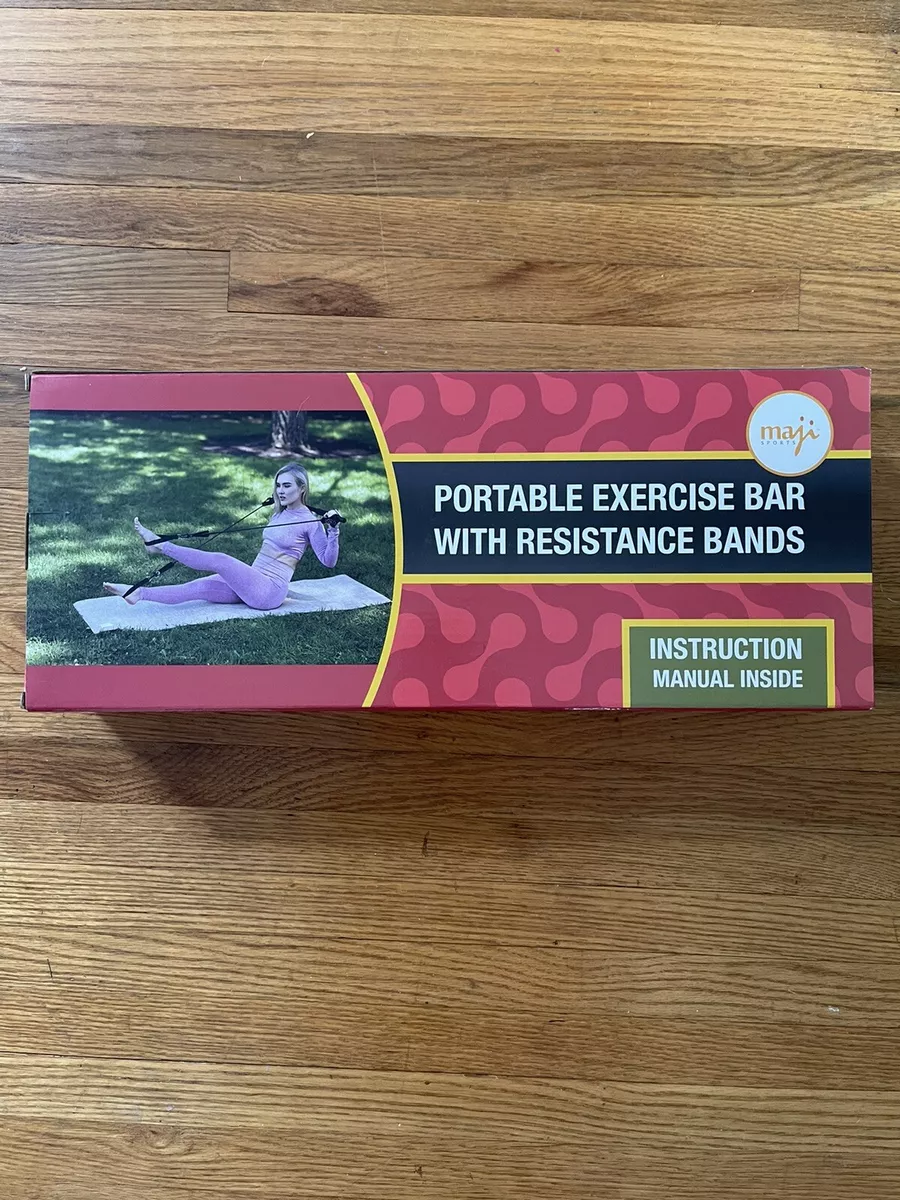 maji
SPORTS
PORTABLE EXERCISE BAR
WITH RESISTANCE BANDS
INSTRUCTION
MANUAL INSIDE